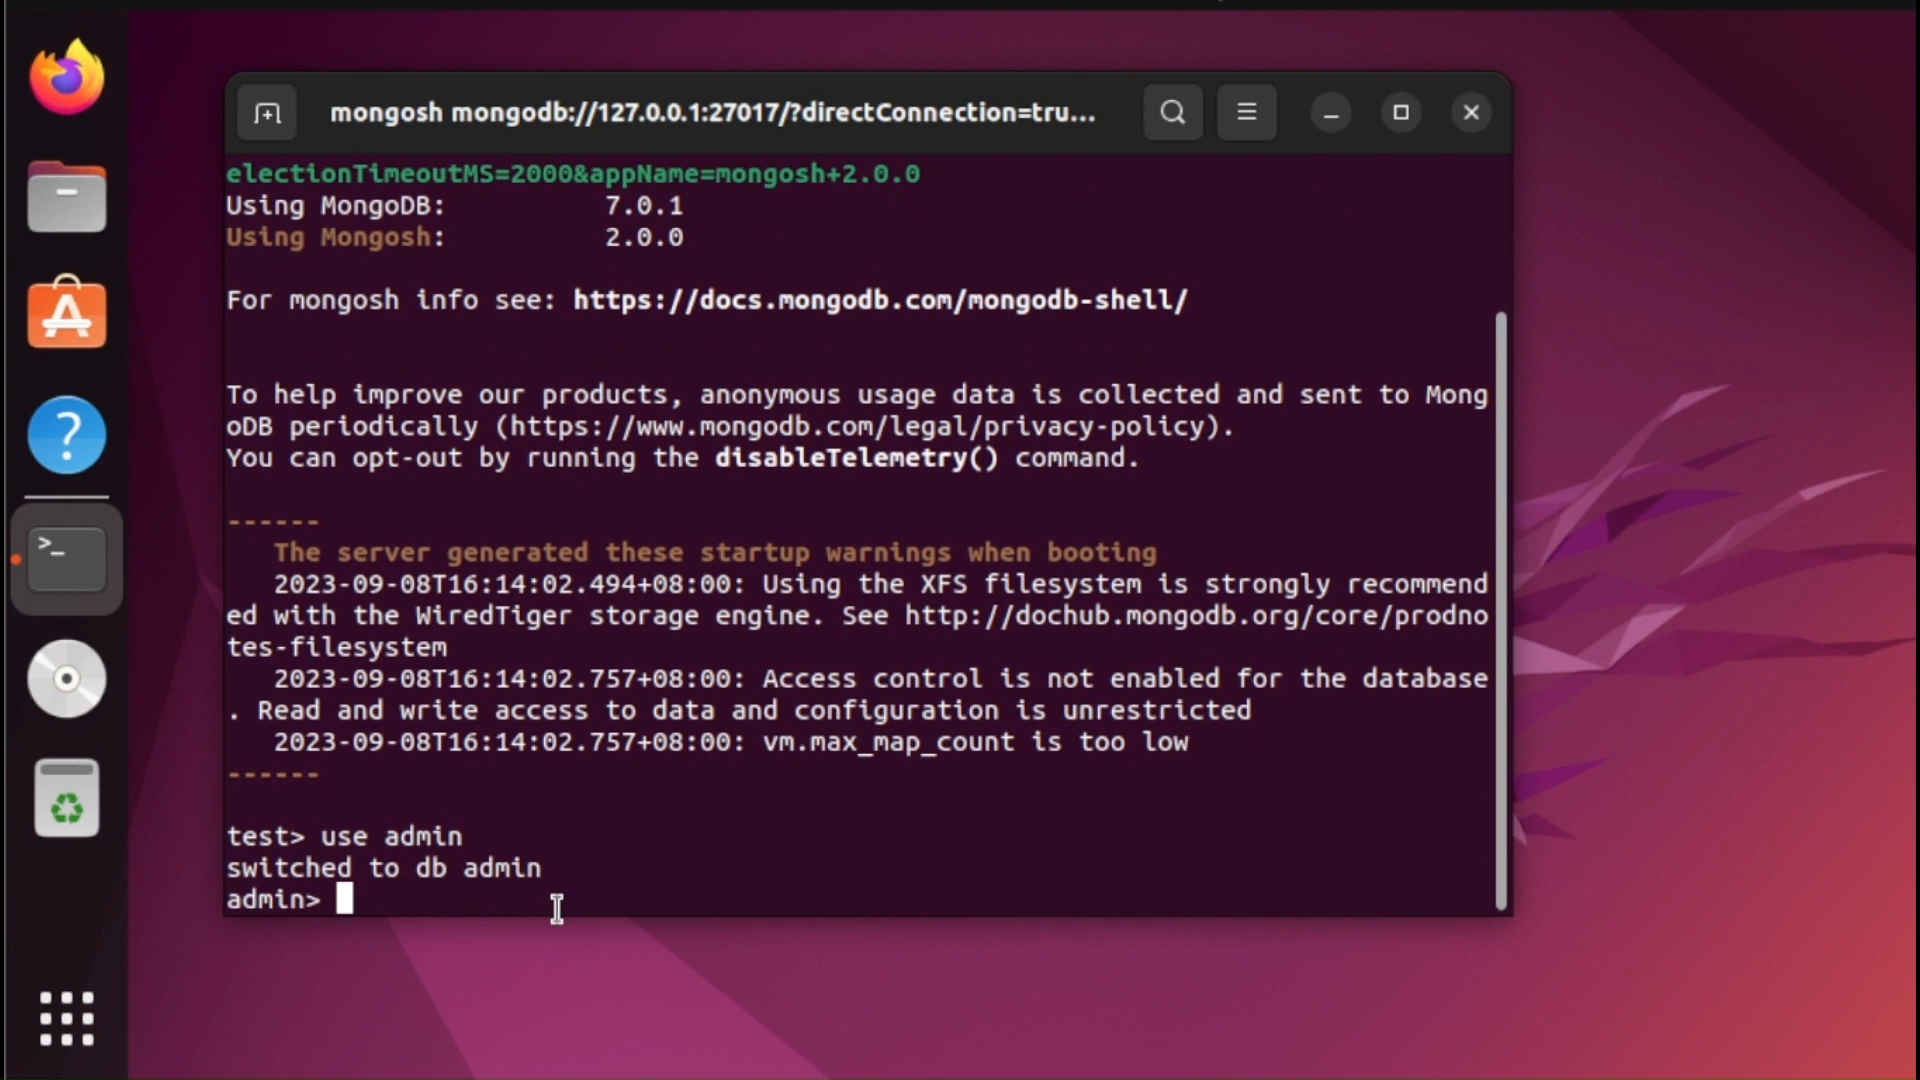 mongosh mongodb://127.0.0.1:27017/?directConnection=tru...
electionTimeoutMS=2000&appName=mongosh+2.0.0
Using MongoDB: 7.0.1
Using Mongosh: 2.0.0
For mongosh info see: https://docs.mongodb.com/mongodb-shell/
To help improve our products, anonymous usage data is collected and sent to Mong
oDB periodically (https://www.mongodb.com/legal/privacy-policy).
You can opt-out by running the disableTelemetry() command.
------
The server generated these startup warnings when booting
2023-09-08T16:14:02.494+08:00: Using the XFS filesystem is strongly recommend
ed with the WiredTiger storage engine. See http://dochub.mongodb.org/core/prodno
tes-filesystem
2023-09-08T16:14:02.757+08:00: Access control is not enabled for the database
. Read and write access to data and configuration is unrestricted
2023-09-08T16:14:02.757+08:00: vm.max_map_count is too low
------
test> use admin
switched to db admin
admin>